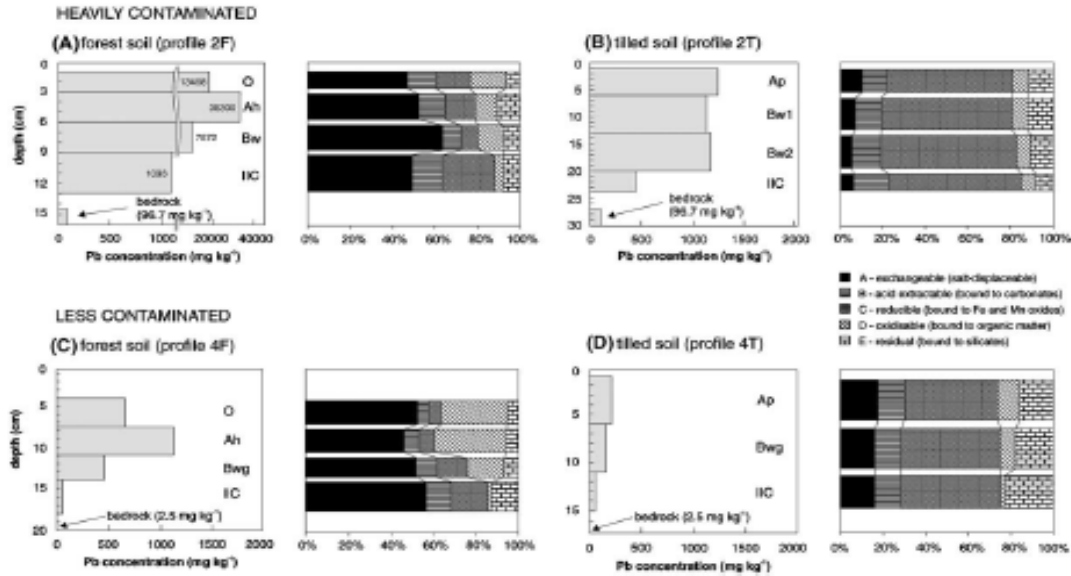 HEAVILY CONTAMINATED
(A) forest soil (profile 2F)
0
3
6
9
12
15
depth (cm)
O
Ah
Bw
7072
IIC
1093
bedrock
(96.7 mg kg⁻¹)
0 500 1000 20000 40000
Pb concentration (mg kg⁻¹)
0% 20% 40% 60% 80% 100%
(B) tilled soil (profile 2T)
0
5
10
15
20
25
30
Ap
Bw1
Bw2
IIC
bedrock
(96.7 mg kg⁻¹)
0 500 1000 1500 2000
Pb concentration (mg kg⁻¹)
0% 20% 40% 60% 80% 100%
A - exchangeable (salt-displaceable)
B - acid extractable (bound to carbonates)
C - reducible (bound to Fe and Mn oxides)
D - oxidisable (bound to organic matter)
E - residual (bound to silicates)
LESS CONTAMINATED
(C) forest soil (profile 4F)
0
5
10
15
20
depth (cm)
O
Ah
Bwg
IIC
bedrock (2.5 mg kg⁻¹)
0 500 1000 1500 2000
Pb concentration (mg kg⁻¹)
0% 20% 40% 60% 80% 100%
(D) tilled soil (profile 4T)
0
5
10
15
Ap
Bwg
IIC
bedrock (2.5 mg kg⁻¹)
0 500 1000 1500 2000
Pb concentration (mg kg⁻¹)
0% 20% 40% 60% 80% 100%